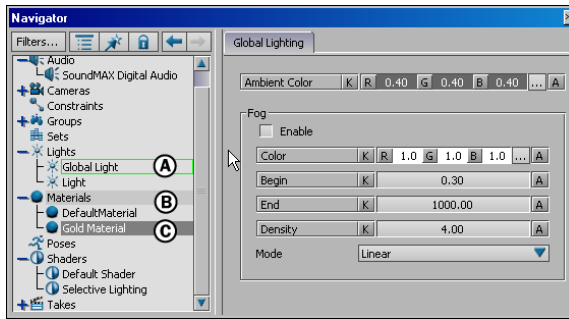 Navigator
Filters...
Audio
SoundMAX Digital Audio
Cameras
Constraints
Groups
Sets
Lights
Global Light A
Light
Materials B
DefaultMaterial
Gold Material C
Poses
Shaders
Default Shader
Selective Lighting
Takes
Global Lighting
Ambient Color K R 0.40 G 0.40 B 0.40 ... A
Fog
Enable
Color K R 1.0 G 1.0 B 1.0 ... A
Begin K 0.30 A
End K 1000.00 A
Density K 4.00 A
Mode Linear